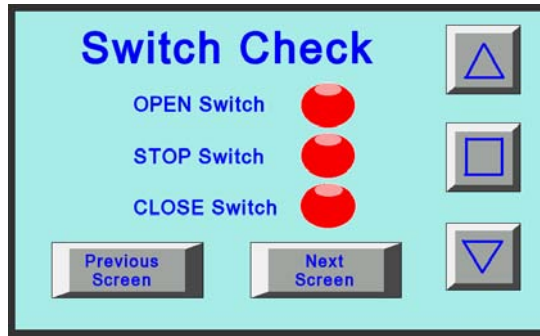 Switch Check
OPEN Switch
STOP Switch
CLOSE Switch
Previous
Screen
Next
Screen